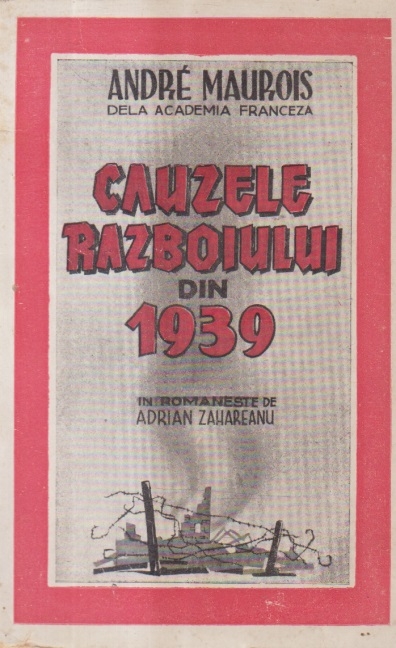 ANDRÉ MAUROIS
DELA ACADEMIA FRANCEZA
CAUZELE
RAZBOIULUI
DIN
1939
IN ROMANESTE DE
ADRIAN ZAHAREANU